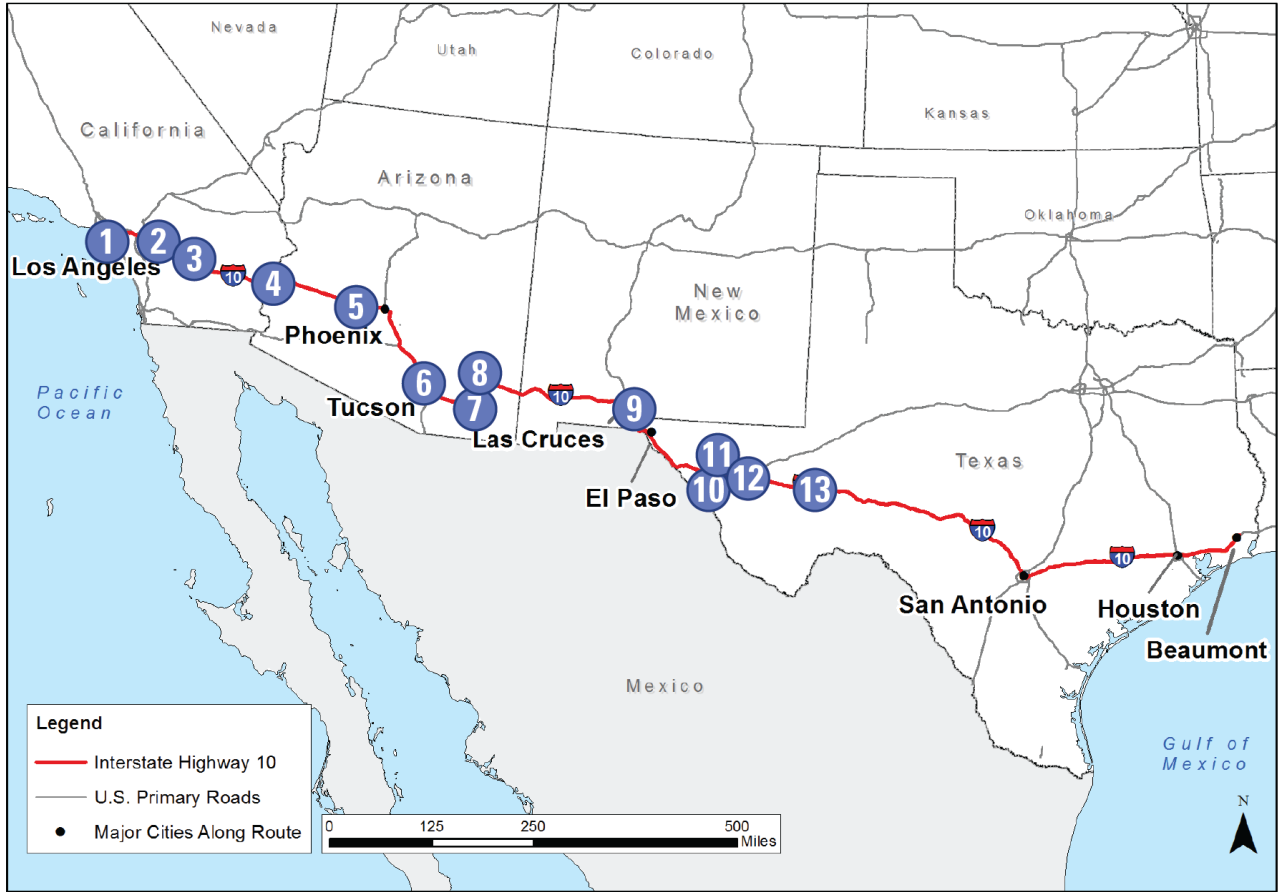 Nevada
Utah
Colorado
Kansas
California
Arizona
Oklahoma
New
Mexico
1
2
3
Los Angeles
10
4
5
Phoenix
6
8
7
Tucson
10
9
Las Cruces
Pacific
Ocean
El Paso
11
10
12
13
Texas
10
10
San Antonio
Houston
Beaumont
Mexico
Gulf of
Mexico
Legend
Interstate Highway 10
U.S. Primary Roads
Major Cities Along Route
0 125 250 500
Miles
N